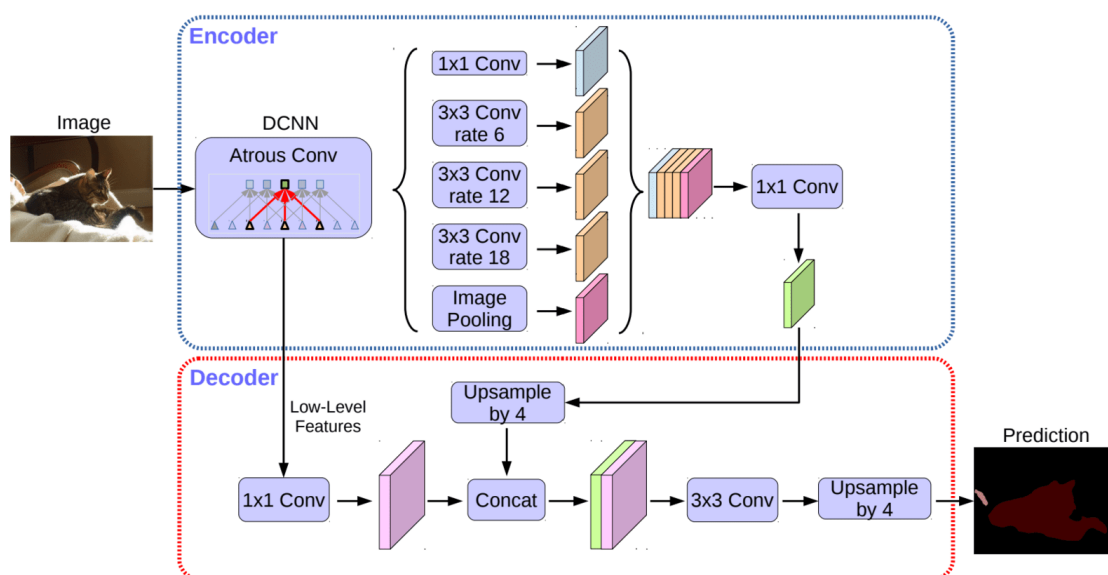 Encoder
Image
DCNN
Atrous Conv
1x1 Conv
3x3 Conv
rate 6
3x3 Conv
rate 12
3x3 Conv
rate 18
Image
Pooling
1x1 Conv
Decoder
Low-Level
Features
Upsample
by 4
1x1 Conv
Concat
3x3 Conv
Upsample
by 4
Prediction